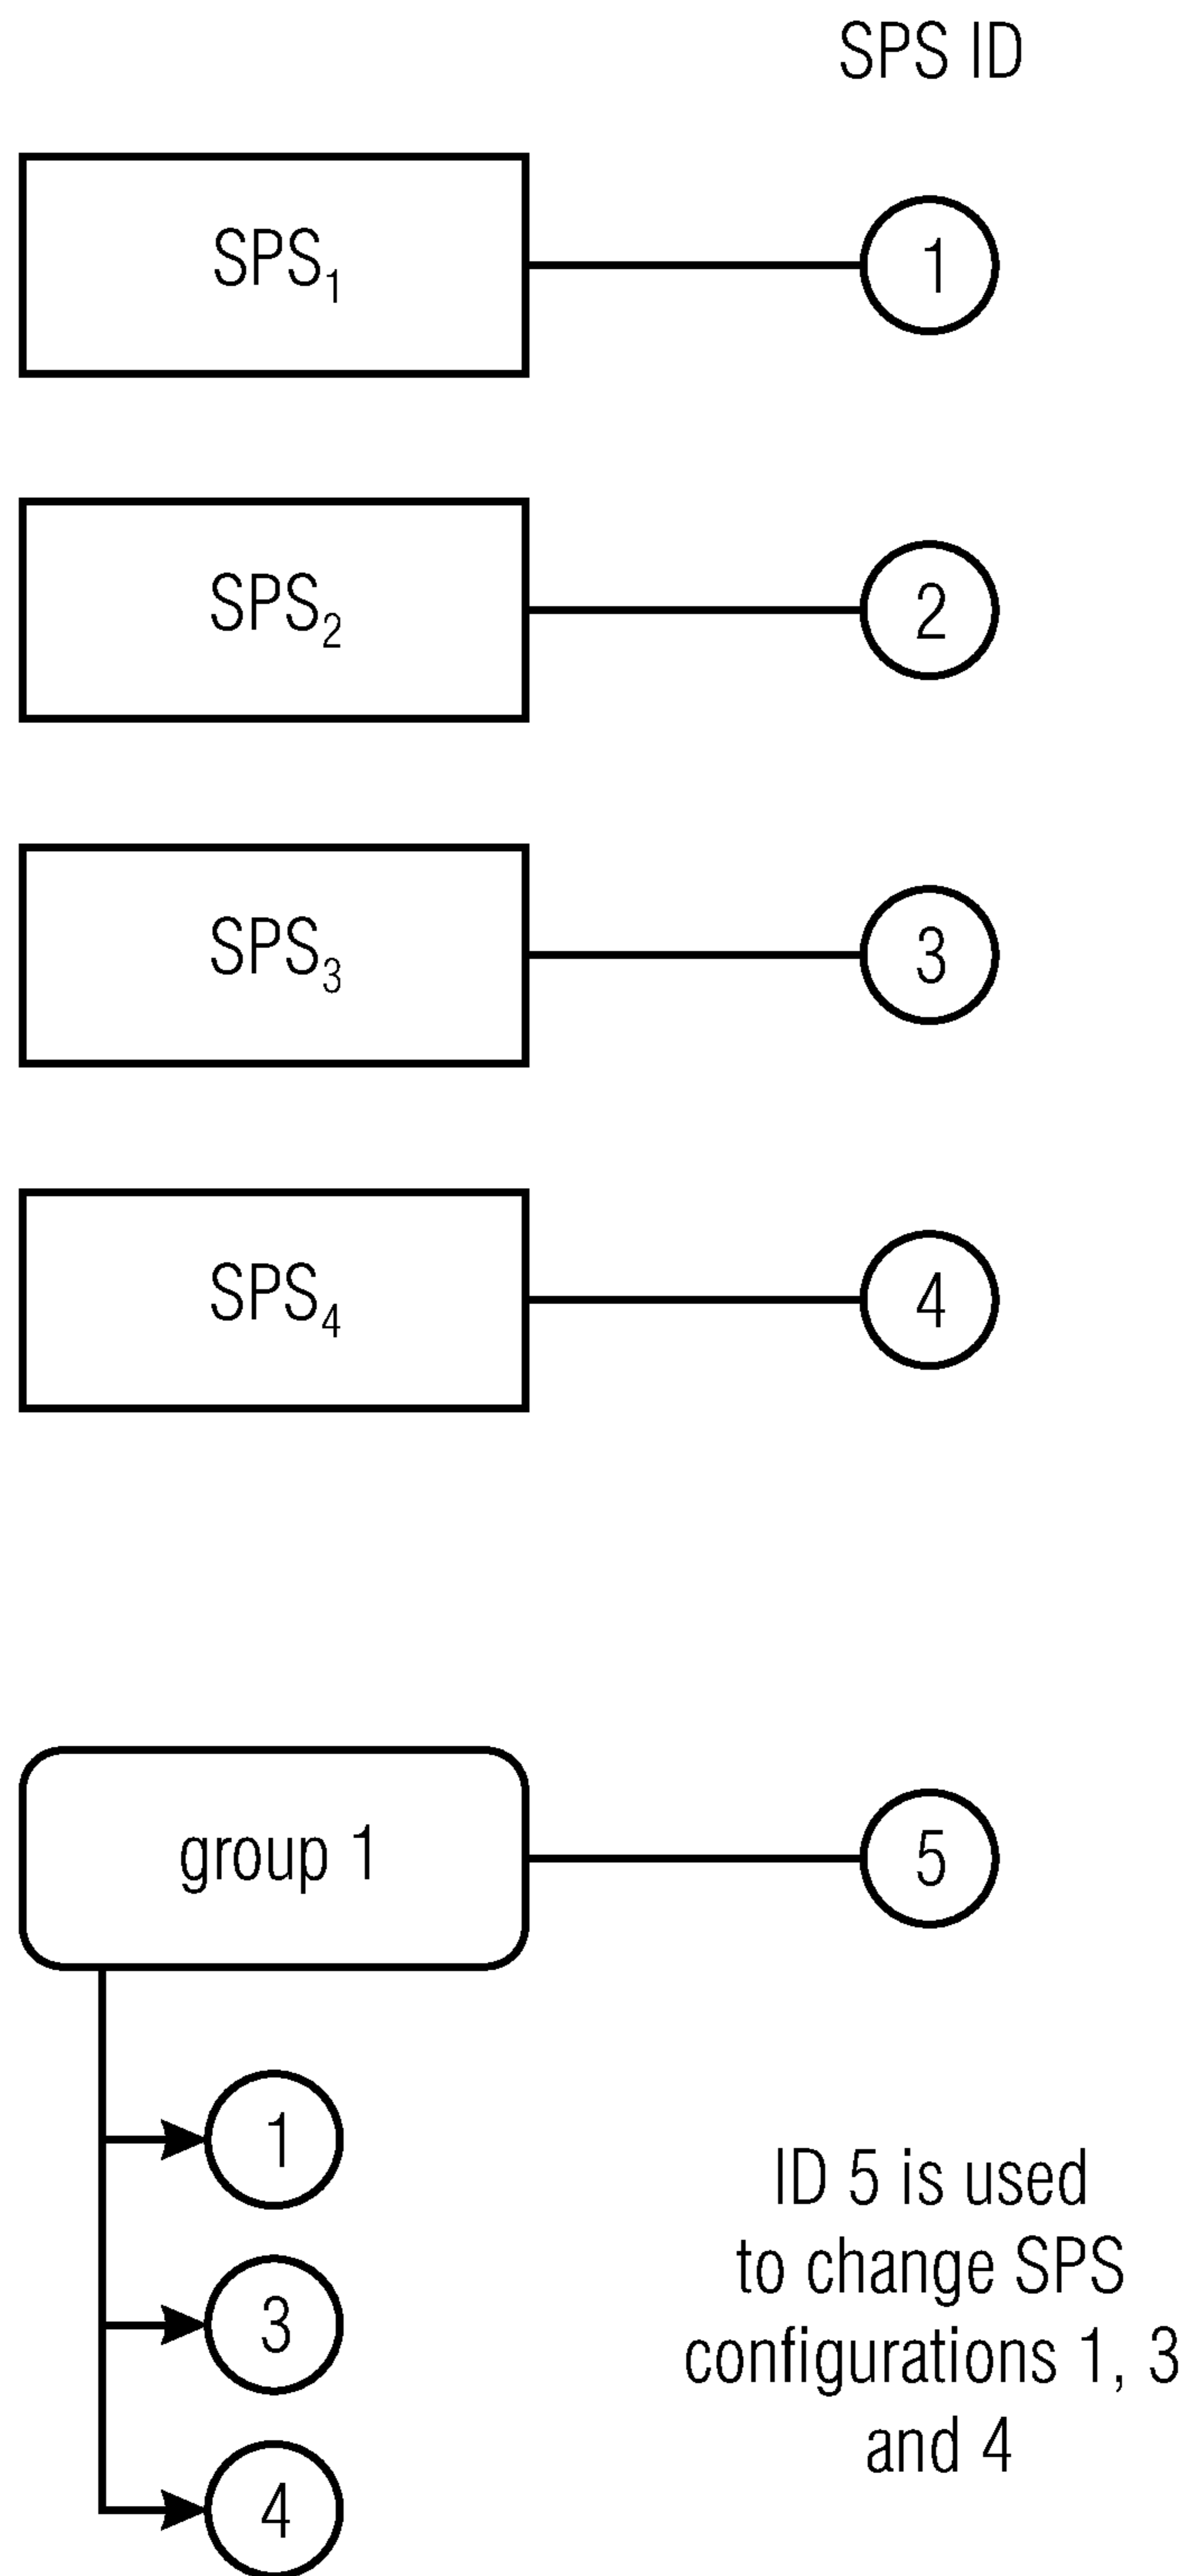 SPS ID
SPS₁
1
SPS₂
2
SPS₃
3
SPS₄
4
group 1
5
1
3
4
ID 5 is used
to change SPS
configurations 1, 3
and 4